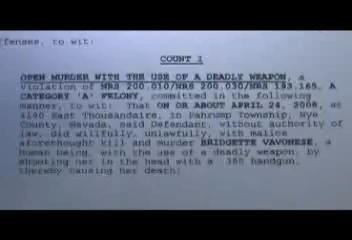 fenses, to wit:
COUNT I
OPEN MURDER WITH THE USE OF A DEADLY WEAPON, a
violation of NRS 200.010/NRS 200.030/NRS 193.165, A
CATEGORY 'A' FELONY, committed in the following
manner, to wit: That ON OR ABOUT APRIL 24, 2008, at
4190 East Thousandaire, in Pahrump Township, Nye
County, Nevada, said Defendant, without authority of
law, did willfully, unlawfully, with malice
aforethought kill and murder BRIDGETTE VAVONESE, a
human being, with the use of a deadly weapon, by
shooting her in the head with a 380 handgun,
thereby causing her death;